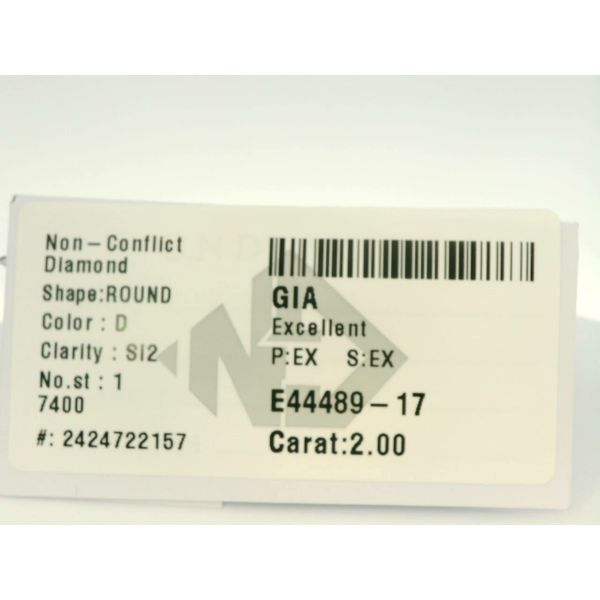 Non-Conflict
Diamond
Shape:ROUND
Color : D
Clarity : SI2
No.st : 1
7400
#: 2424722157
GIA
Excellent
P:EX S:EX
E44489-17
Carat:2.00